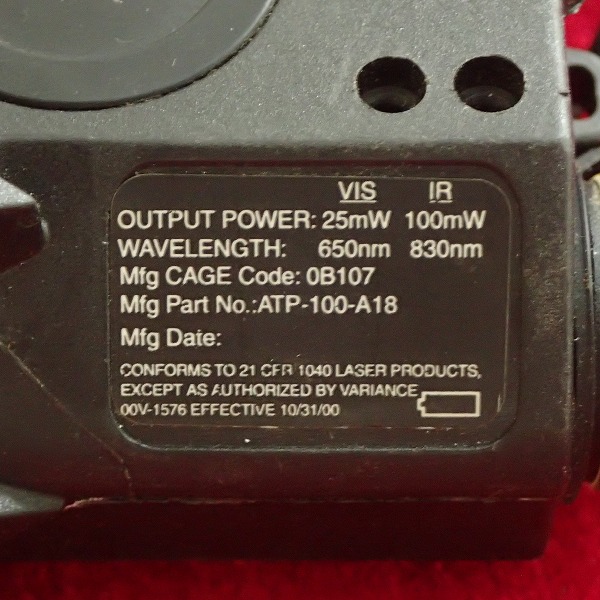 VIS IR
OUTPUT POWER: 25mW 100mW
WAVELENGTH: 650nm 830nm
Mfg CAGE Code: 0B107
Mfg Part No.:ATP-100-A18
Mfg Date:
CONFORMS TO 21 CFR 1040 LASER PRODUCTS,
EXCEPT AS AUTHORIZED BY VARIANCE
00V-1576 EFFECTIVE 10/31/00